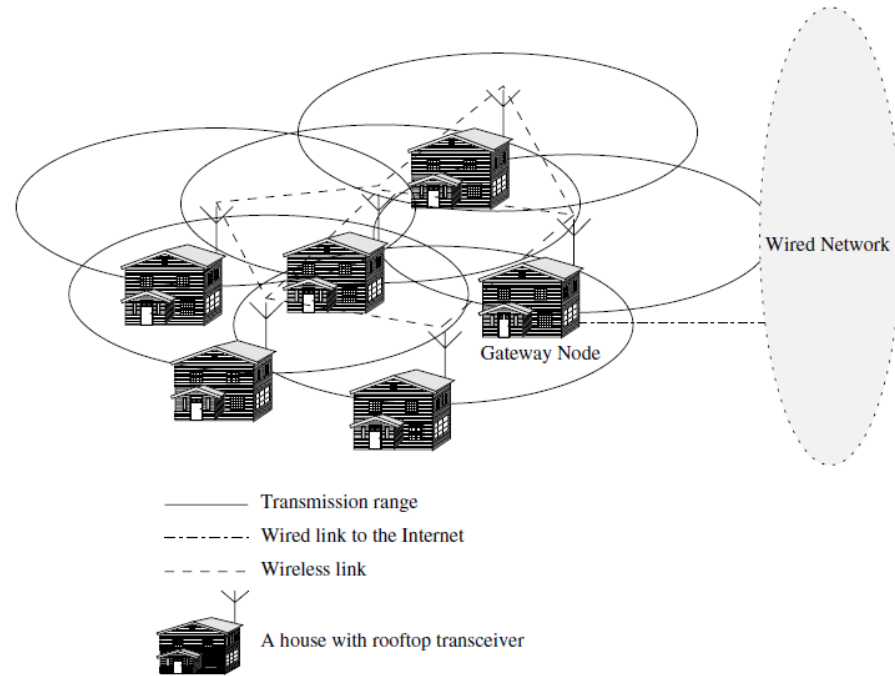 Wired Network
Gateway Node
Transmission range
Wired link to the Internet
Wireless link
A house with rooftop transceiver